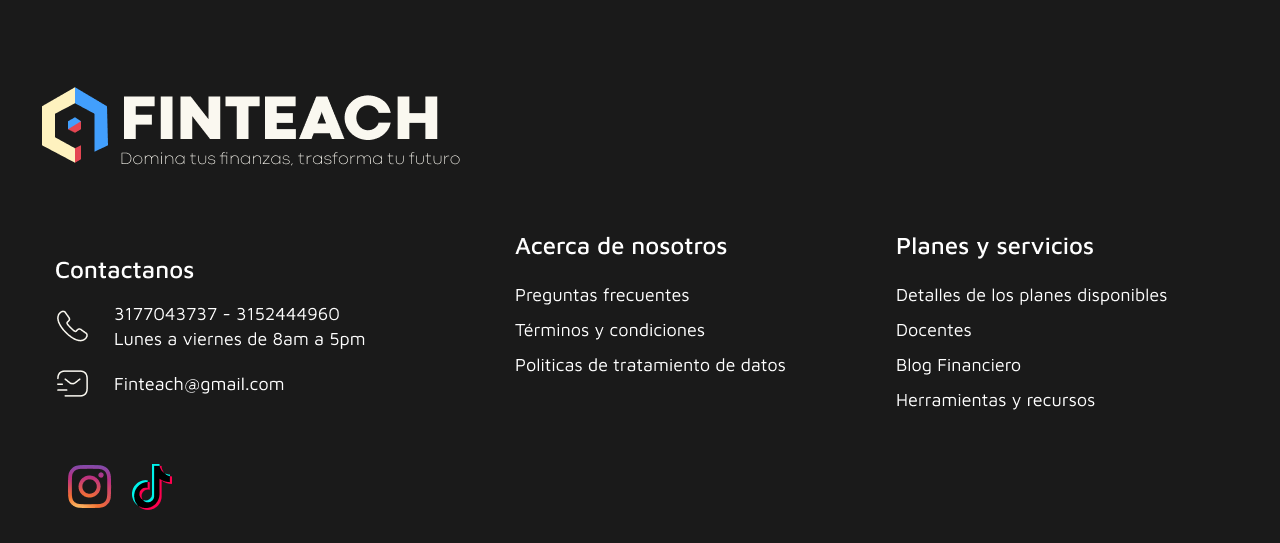 FINTEACH
Domina tus finanzas, trasforma tu futuro
Contactanos
3177043737 - 3152444960
Lunes a viernes de 8am a 5pm
Finteach@gmail.com
Acerca de nosotros
Preguntas frecuentes
Términos y condiciones
Politicas de tratamiento de datos
Planes y servicios
Detalles de los planes disponibles
Docentes
Blog Financiero
Herramientas y recursos